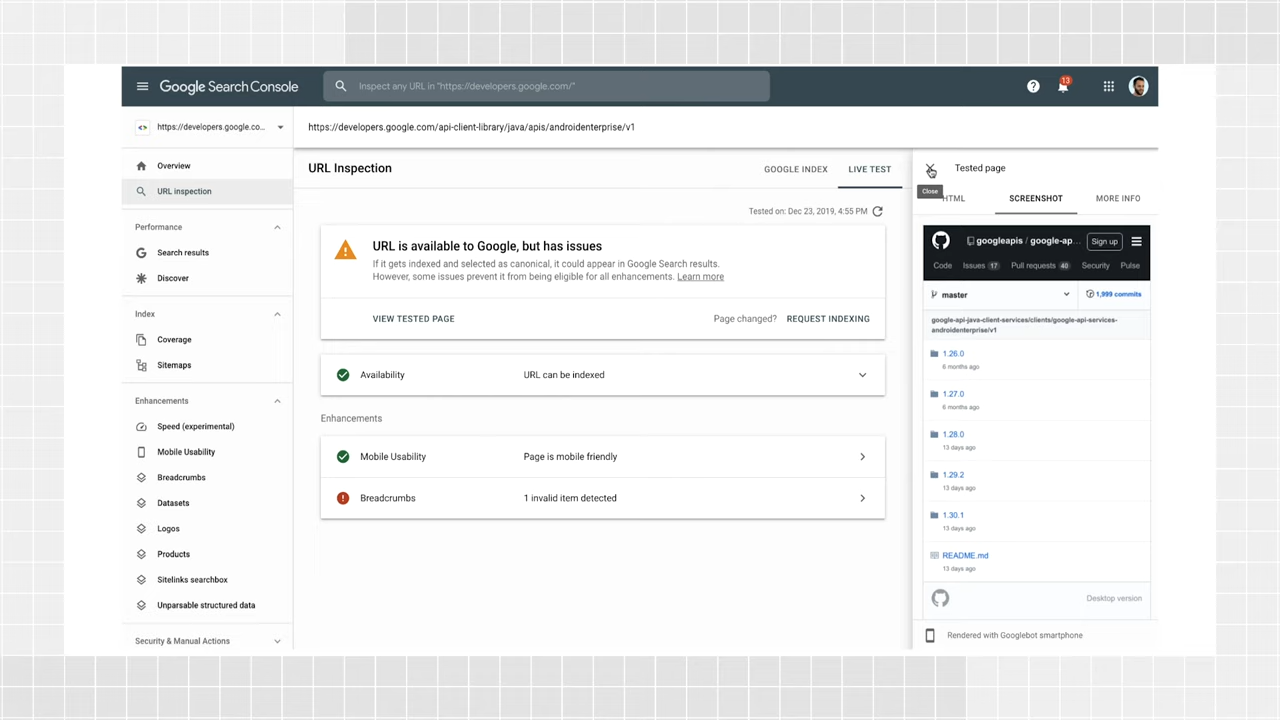 Google Search Console
Inspect any URL in "https://developers.google.com/"
13
https://developers.google.co...
https://developers.google.com/api-client-library/java/apis/androidenterprise/v1
Overview
URL inspection
Performance
Search results
Discover
Index
Coverage
Sitemaps
Enhancements
Speed (experimental)
Mobile Usability
Breadcrumbs
Datasets
Logos
Products
Sitelinks searchbox
Unparsable structured data
Security & Manual Actions
URL Inspection
GOOGLE INDEX
LIVE TEST
Tested on: Dec 23, 2019, 4:55 PM
URL is available to Google, but has issues
If it gets indexed and selected as canonical, it could appear in Google Search results.
However, some issues prevent it from being eligible for all enhancements. Learn more
VIEW TESTED PAGE
Page changed? REQUEST INDEXING
Availability
URL can be indexed
Enhancements
Mobile Usability
Page is mobile friendly
Breadcrumbs
1 invalid item detected
Tested page
Close
HTML
SCREENSHOT
MORE INFO
googleapis / google-ap...
Sign up
Code Issues 17 Pull requests 40 Security Pulse
master
1,999 commits
google-api-java-client-services/clients/google-api-services-
androidenterprise/v1
1.26.0
6 months ago
1.27.0
6 months ago
1.28.0
13 days ago
1.29.2
13 days ago
1.30.1
13 days ago
README.md
13 days ago
Desktop version
Rendered with Googlebot smartphone